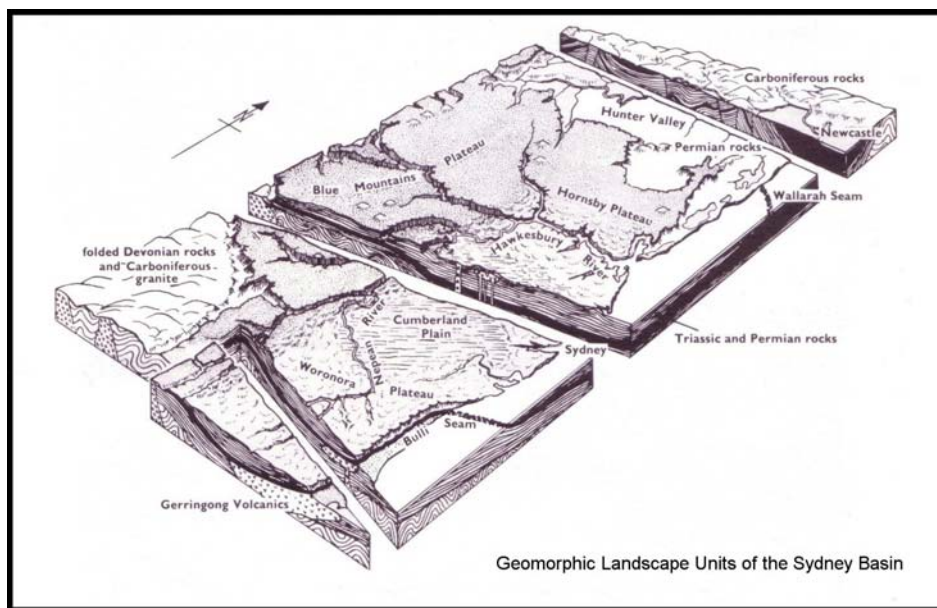 Carboniferous rocks
Hunter Valley
Newcastle
N
Permian rocks
Plateau
Blue Mountains
Wallarah Seam
Hornsby Plateau
Hawkesbury River
folded Devonian rocks
and Carboniferous
granite
Nepean River
Cumberland
Plain
Triassic and Permian rocks
Sydney
Woronora Plateau
Bulli Seam
Gerringong Volcanics
Geomorphic Landscape Units of the Sydney Basin